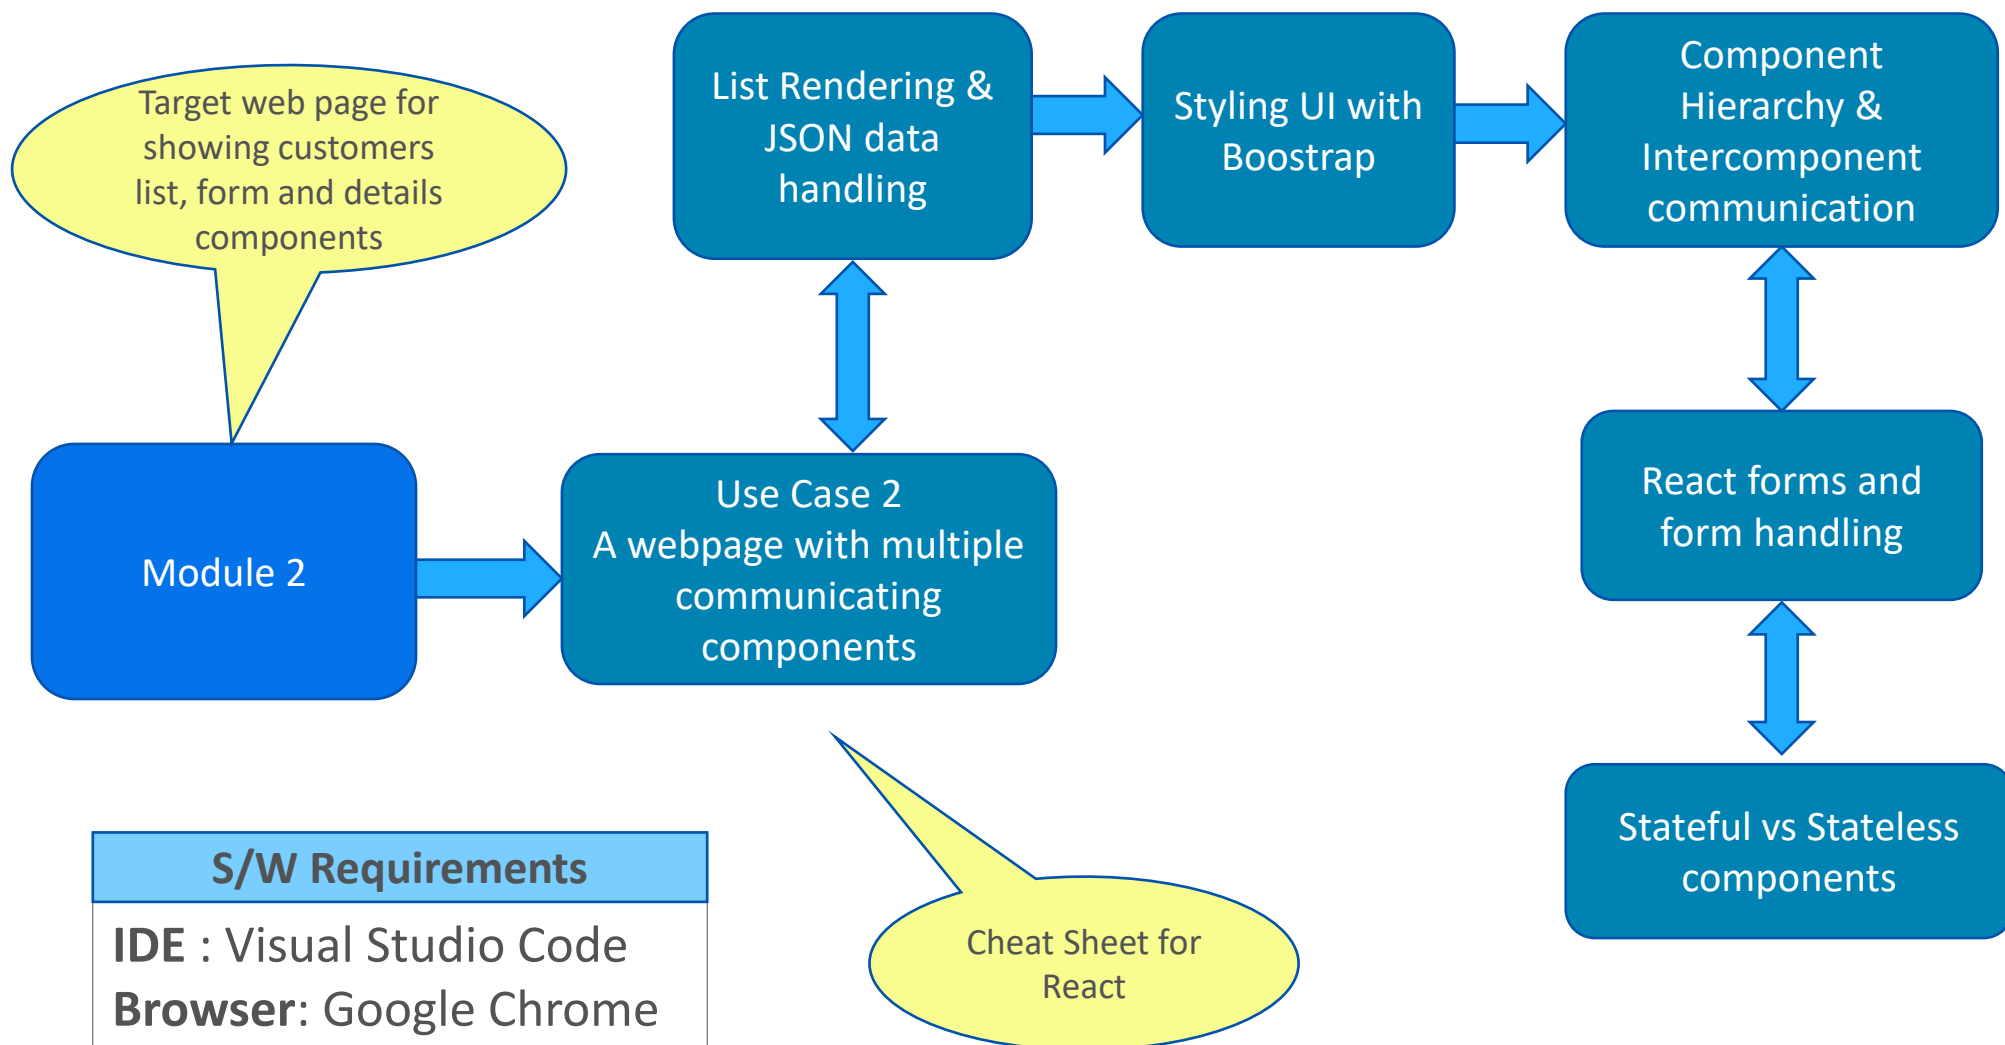 Target web page for
showing customers
list, form and details
components
List Rendering &
JSON data
handling
Styling UI with
Boostrap
Component
Hierarchy &
Intercomponent
communication
Module 2
Use Case 2
A webpage with multiple
communicating
components
React forms and
form handling
Stateful vs Stateless
components
S/W Requirements
IDE : Visual Studio Code
Browser: Google Chrome
Cheat Sheet for
React